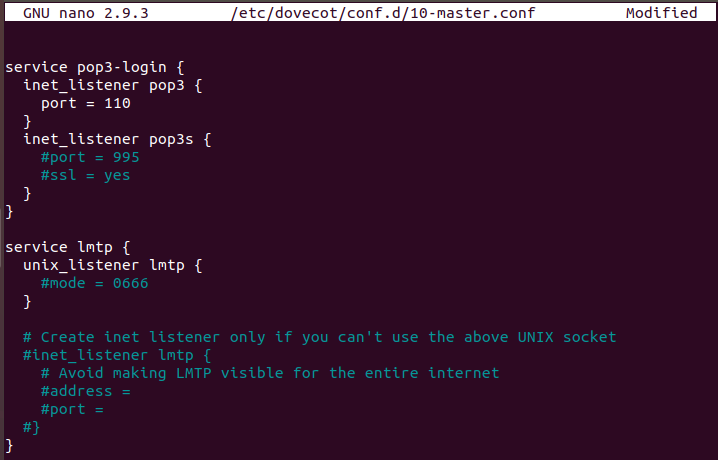 GNU nano 2.9.3 /etc/dovecot/conf.d/10-master.conf Modified
service pop3-login {
  inet_listener pop3 {
    port = 110
  }
  inet_listener pop3s {
    #port = 995
    #ssl = yes
  }
}
service lmtp {
  unix_listener lmtp {
    #mode = 0666
  }
  # Create inet listener only if you can't use the above UNIX socket
  #inet_listener lmtp {
    # Avoid making LMTP visible for the entire internet
    #address =
    #port =
  #}
}